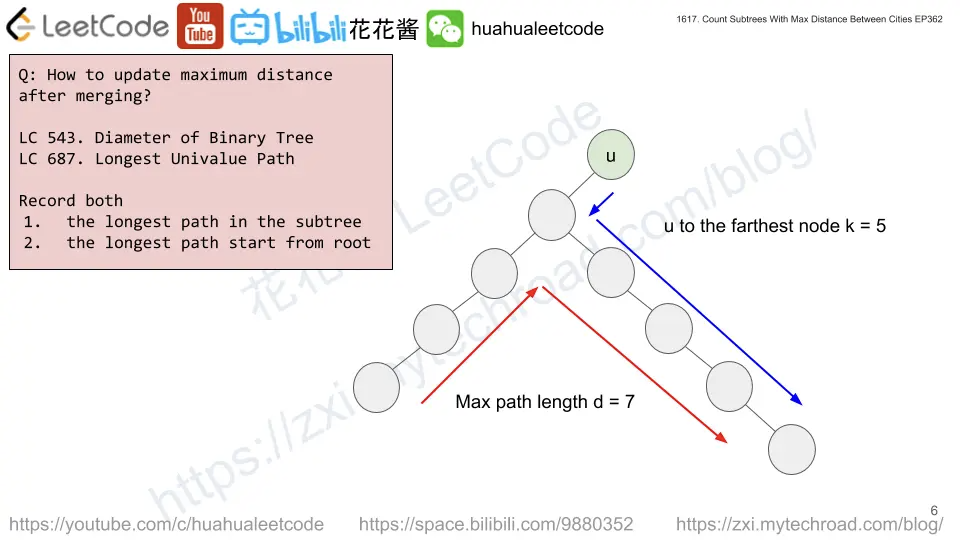 LeetCode You Tube bilibili 花花酱 huahualeetcode
1617. Count Subtrees With Max Distance Between Cities EP362
Q: How to update maximum distance
after merging?
LC 543. Diameter of Binary Tree
LC 687. Longest Univalue Path
Record both
1. the longest path in the subtree
2. the longest path start from root
u
u to the farthest node k = 5
Max path length d = 7
花花酱 LeetCode
https://zxi.mytechroad.com/blog/
6
https://youtube.com/c/huahualeetcode https://space.bilibili.com/9880352 https://zxi.mytechroad.com/blog/